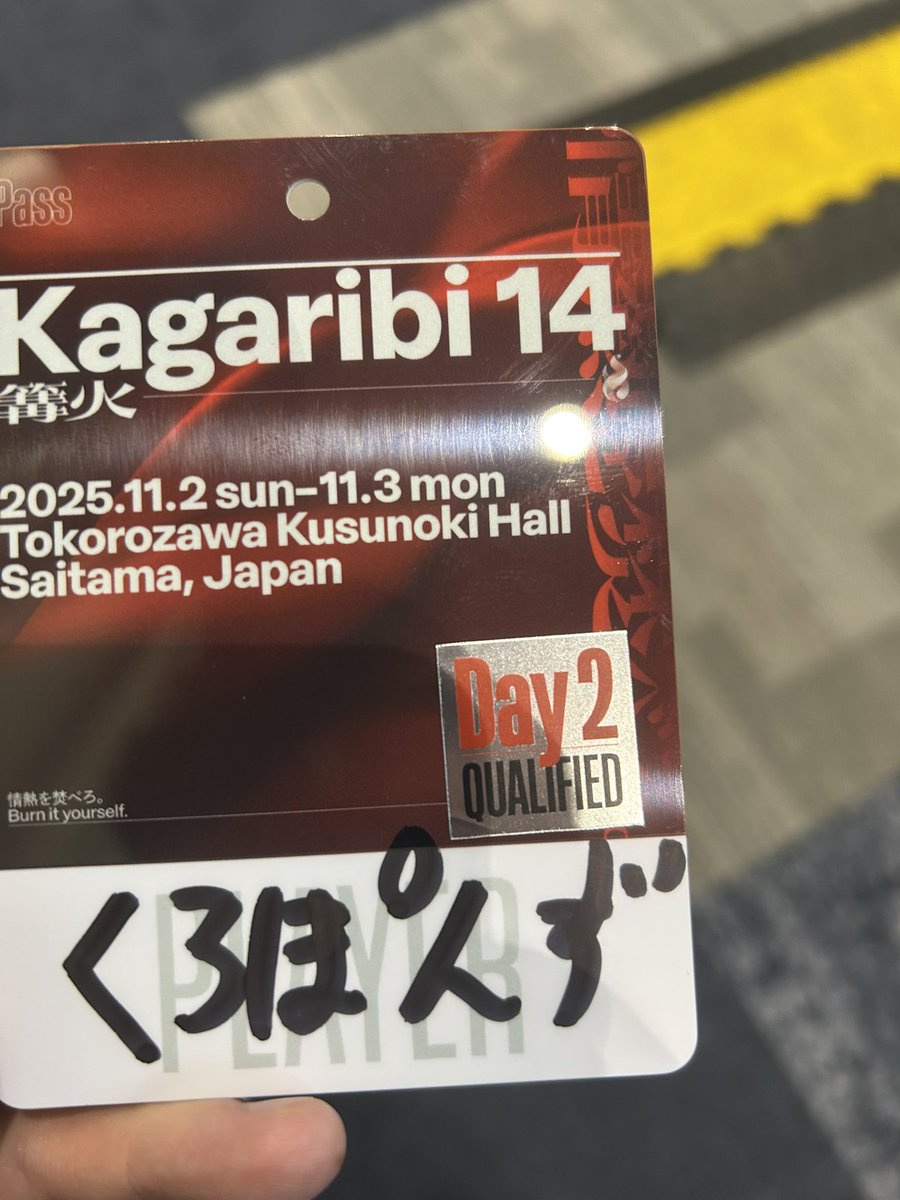 Pass
Kagaribi 14
篝火
2025.11.2 sun–11.3 mon
Tokorozawa Kusunoki Hall
Saitama, Japan
Day 2
QUALIFIED
情熱を焚べろ。
Burn it yourself.
PLAYER
くろぽんず